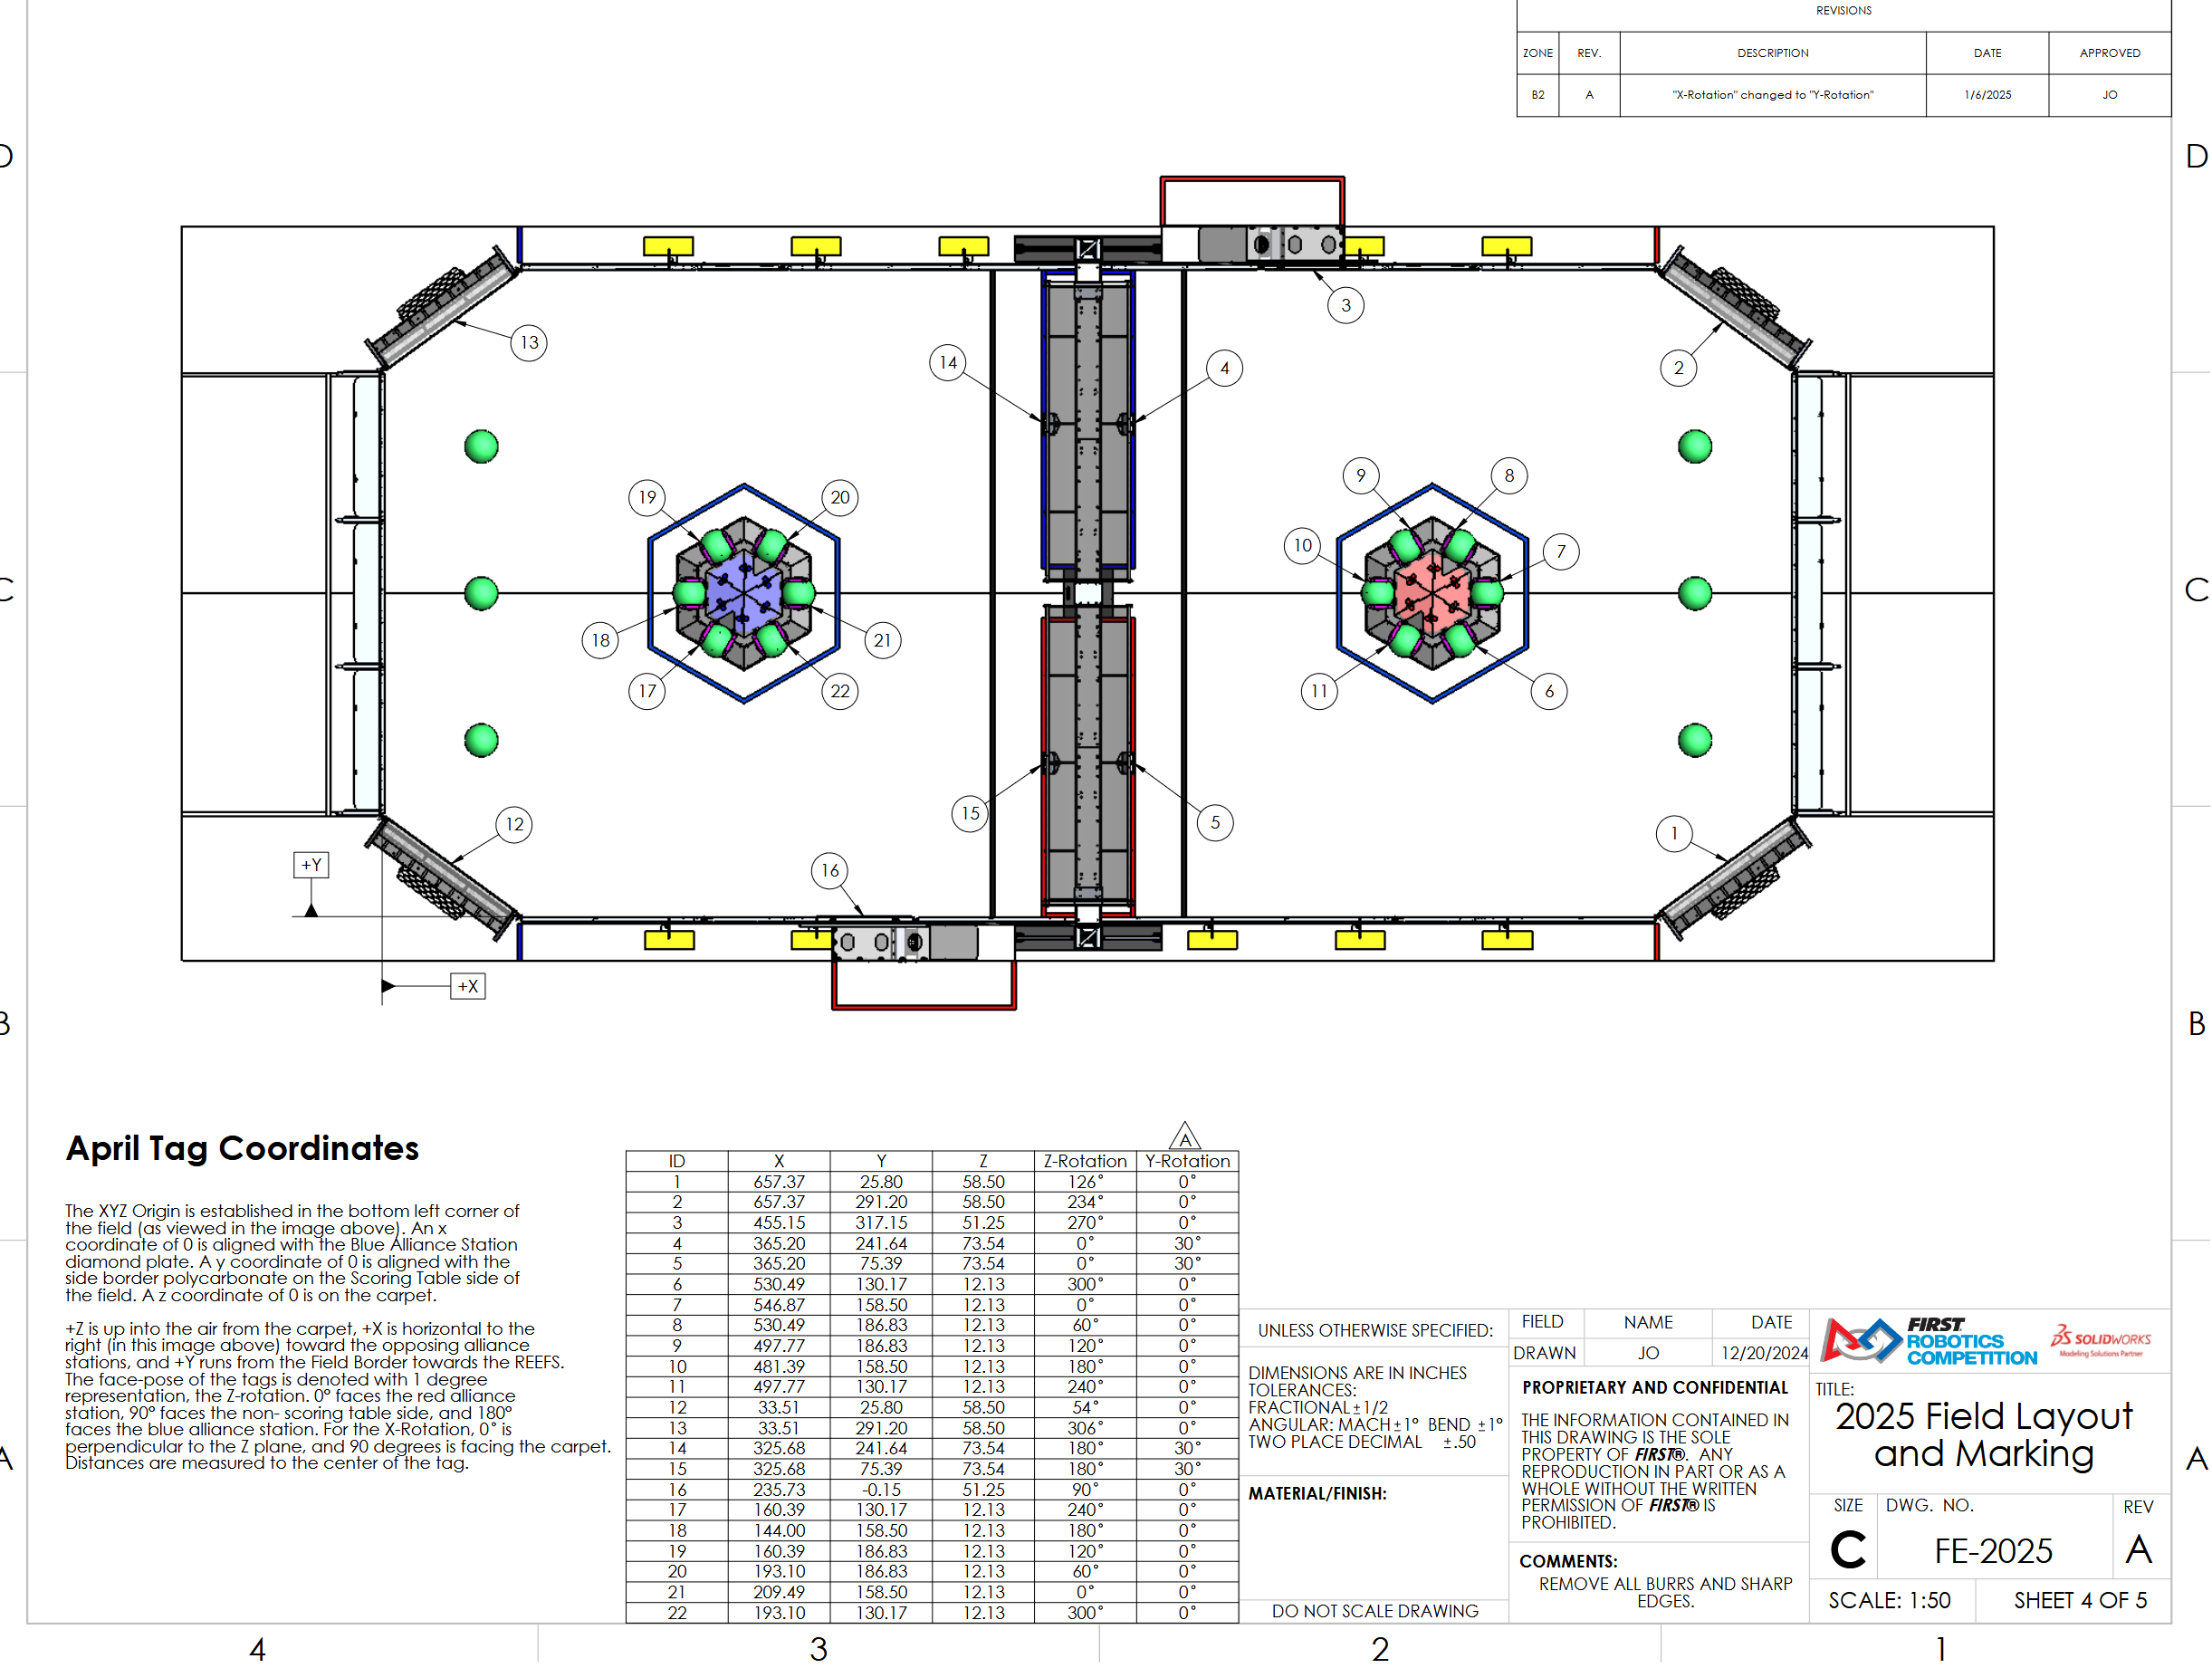 REVISIONS
ZONE REV. DESCRIPTION DATE APPROVED
B2 A "X-Rotation" changed to "Y-Rotation" 1/6/2025 JO
D D
3
13 2
14 4
19 20 9 8
10 7
C C
18 21
17 22 11 6
15 5
12 1
+Y
16
+X
B B
April Tag Coordinates
The XYZ Origin is established in the bottom left corner of
the field (as viewed in the image above). An x
coordinate of 0 is aligned with the Blue Alliance Station
diamond plate. A y coordinate of 0 is aligned with the
side border polycarbonate on the Scoring Table side of
the field. A z coordinate of 0 is on the carpet.
+Z is up into the air from the carpet, +X is horizontal to the
right (in this image above) toward the opposing alliance
stations, and +Y runs from the Field Border towards the REEFS.
The face-pose of the tags is denoted with 1 degree
representation, the Z-rotation. 0° faces the red alliance
station, 90° faces the non- scoring table side, and 180°
faces the blue alliance station. For the X-Rotation, 0° is
perpendicular to the Z plane, and 90 degrees is facing the carpet.
Distances are measured to the center of the tag.
A
ID X Y Z Z-Rotation Y-Rotation
1 657.37 25.80 58.50 126° 0°
2 657.37 291.20 58.50 234° 0°
3 455.15 317.15 51.25 270° 0°
4 365.20 241.64 73.54 0° 30°
5 365.20 75.39 73.54 0° 30°
6 530.49 130.17 12.13 300° 0°
7 546.87 158.50 12.13 0° 0°
8 530.49 186.83 12.13 60° 0°
9 497.77 186.83 12.13 120° 0°
10 481.39 158.50 12.13 180° 0°
11 497.77 130.17 12.13 240° 0°
12 33.51 25.80 58.50 54° 0°
13 33.51 291.20 58.50 306° 0°
14 325.68 241.64 73.54 180° 30°
15 325.68 75.39 73.54 180° 30°
16 235.73 -0.15 51.25 90° 0°
17 160.39 130.17 12.13 240° 0°
18 144.00 158.50 12.13 180° 0°
19 160.39 186.83 12.13 120° 0°
20 193.10 186.83 12.13 60° 0°
21 209.49 158.50 12.13 0° 0°
22 193.10 130.17 12.13 300° 0°
UNLESS OTHERWISE SPECIFIED:
DIMENSIONS ARE IN INCHES
TOLERANCES:
FRACTIONAL ± 1/2
ANGULAR: MACH ± 1° BEND ± 1°
TWO PLACE DECIMAL ± .50
MATERIAL/FINISH:
DO NOT SCALE DRAWING
FIELD NAME DATE
DRAWN JO 12/20/2024
PROPRIETARY AND CONFIDENTIAL
THE INFORMATION CONTAINED IN
THIS DRAWING IS THE SOLE
PROPERTY OF FIRST®. ANY
REPRODUCTION IN PART OR AS A
WHOLE WITHOUT THE WRITTEN
PERMISSION OF FIRST® IS
PROHIBITED.
COMMENTS:
REMOVE ALL BURRS AND SHARP
EDGES.
FIRST
ROBOTICS
COMPETITION
SOLIDWORKS
Modeling Solutions Partner
TITLE:
2025 Field Layout
and Marking
SIZE DWG. NO. REV
C FE-2025 A
SCALE: 1:50 SHEET 4 OF 5
A A
4 3 2 1